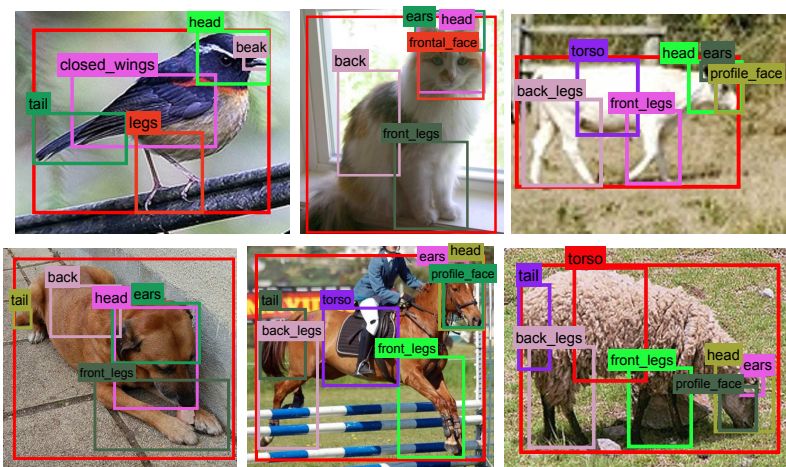 head
beak
closed_wings
tail
legs
ears
head
frontal_face
back
front_legs
torso
head
ears
profile_face
back_legs
front_legs
back
tail
head
ears
front_legs
head
ears
profile_face
tail
torso
back_legs
front_legs
torso
tail
back_legs
front_legs
head
ears
profile_face